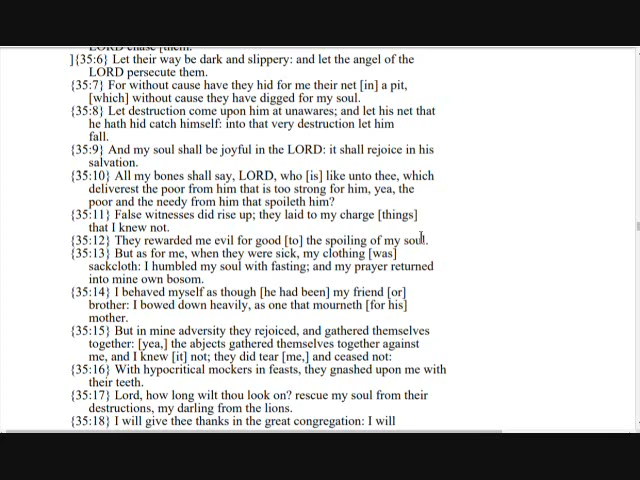 ]{35:6} Let their way be dark and slippery: and let the angel of the
LORD persecute them.
{35:7} For without cause have they hid for me their net [in] a pit,
[which] without cause they have digged for my soul.
{35:8} Let destruction come upon him at unawares; and let his net that
he hath hid catch himself: into that very destruction let him
fall.
{35:9} And my soul shall be joyful in the LORD: it shall rejoice in his
salvation.
{35:10} All my bones shall say, LORD, who [is] like unto thee, which
deliverest the poor from him that is too strong for him, yea, the
poor and the needy from him that spoileth him?
{35:11} False witnesses did rise up; they laid to my charge [things]
that I knew not.
{35:12} They rewarded me evil for good [to] the spoiling of my soul.
{35:13} But as for me, when they were sick, my clothing [was]
sackcloth: I humbled my soul with fasting; and my prayer returned
into mine own bosom.
{35:14} I behaved myself as though [he had been] my friend [or]
brother: I bowed down heavily, as one that mourneth [for his]
mother.
{35:15} But in mine adversity they rejoiced, and gathered themselves
together: [yea,] the abjects gathered themselves together against
me, and I knew [it] not; they did tear [me,] and ceased not:
{35:16} With hypocritical mockers in feasts, they gnashed upon me with
their teeth.
{35:17} Lord, how long wilt thou look on? rescue my soul from their
destructions, my darling from the lions.
{35:18} I will give thee thanks in the great congregation: I will